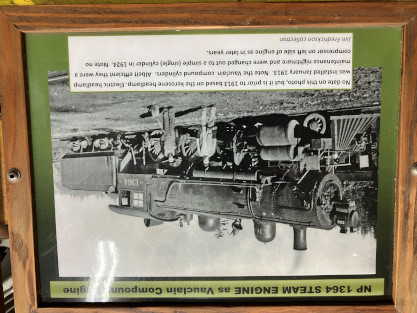 NP 1364 STEAM ENGINE as Vauclain Compound Engine
1364
No date on this photo, but it is prior to 1913 based on the kerosene headlamp. Electric headlamp
was installed January 1913. Note the Vauclain compound cylinders. Albeit efficient they were a
maintenance nightmare and were changed out to a simple (single) cylinder in 1924. Note no
compressor on left side of engine as in later years.
Jim Fredrickson collection